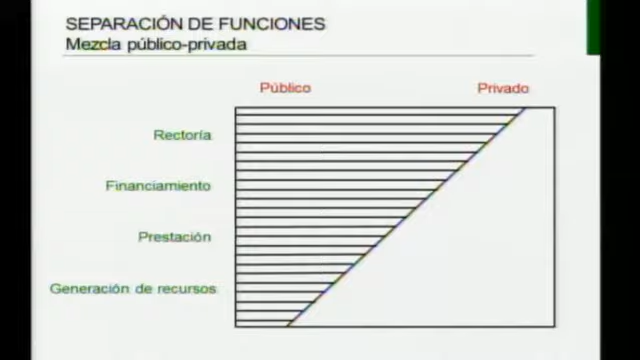 SEPARACIÓN DE FUNCIONES
Mezcla público-privada
Público Privado
Rectoría
Financiamiento
Prestación
Generación de recursos